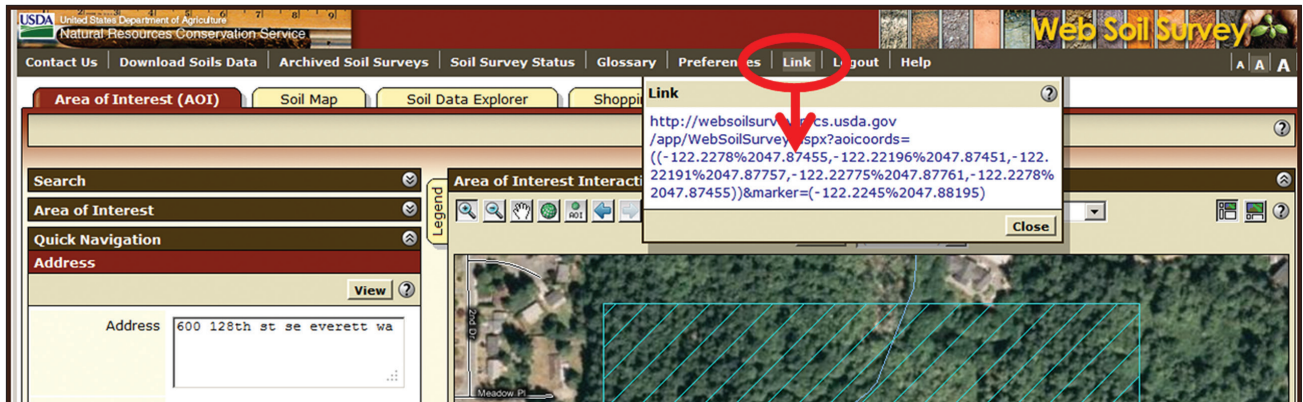 USDA United States Department of Agriculture
Natural Resources Conservation Service
Web Soil Survey
Contact Us | Download Soils Data | Archived Soil Surveys | Soil Survey Status | Glossary | Preferences | Link | Logout | Help
A A A
Area of Interest (AOI)
Soil Map
Soil Data Explorer
Link
http://websoilsurvey.nrcs.usda.gov
/app/WebSoilSurvey.aspx?aoicoords=
((-122.2278%2047.87455,-122.22196%2047.87451,-122.
22191%2047.87757,-122.22775%2047.87761,-122.2278%
2047.87455))&marker=(-122.2245%2047.88195)
Close
Search
Area of Interest
Quick Navigation
Address
View
Address
600 128th st se everett wa
Legend
Area of Interest
AOI
2nd Dr
Meadow Pl